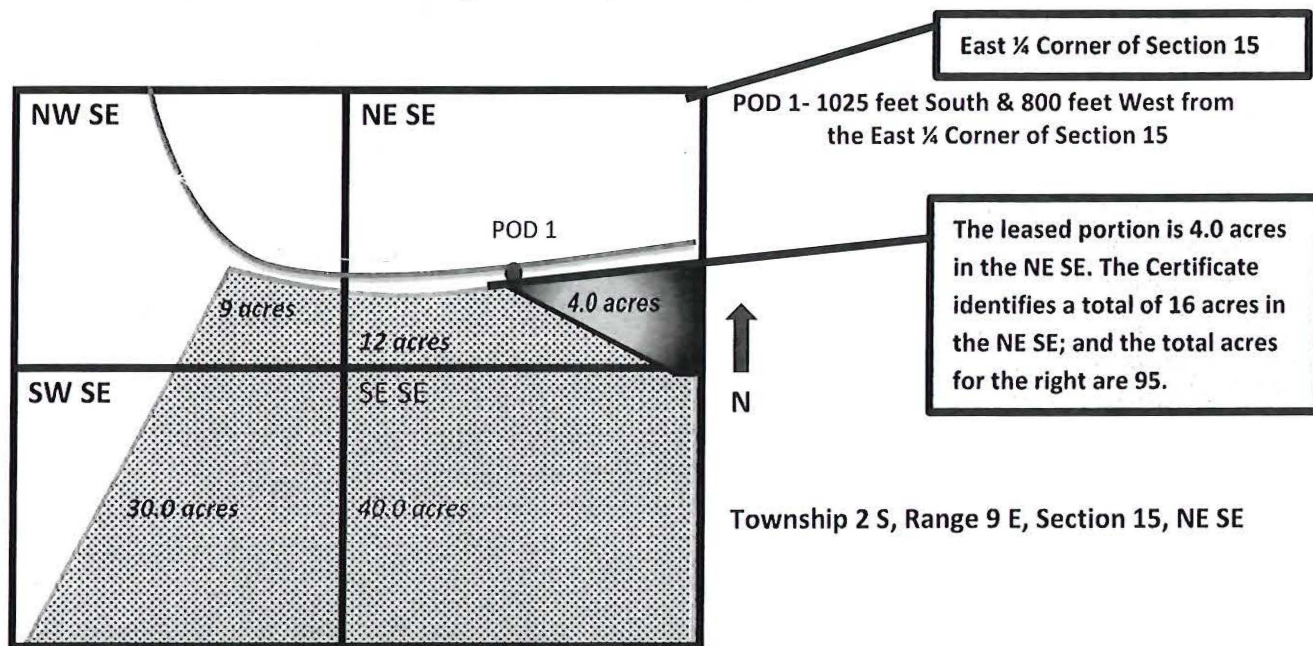 East ¼ Corner of Section 15
POD 1- 1025 feet South & 800 feet West from
the East ¼ Corner of Section 15
NW SE
NE SE
POD 1
The leased portion is 4.0 acres
in the NE SE. The Certificate
identifies a total of 16 acres in
the NE SE; and the total acres
for the right are 95.
9 acres
4.0 acres
12 acres
N
SW SE
SE SE
30.0 acres
40.0 acres
Township 2 S, Range 9 E, Section 15, NE SE